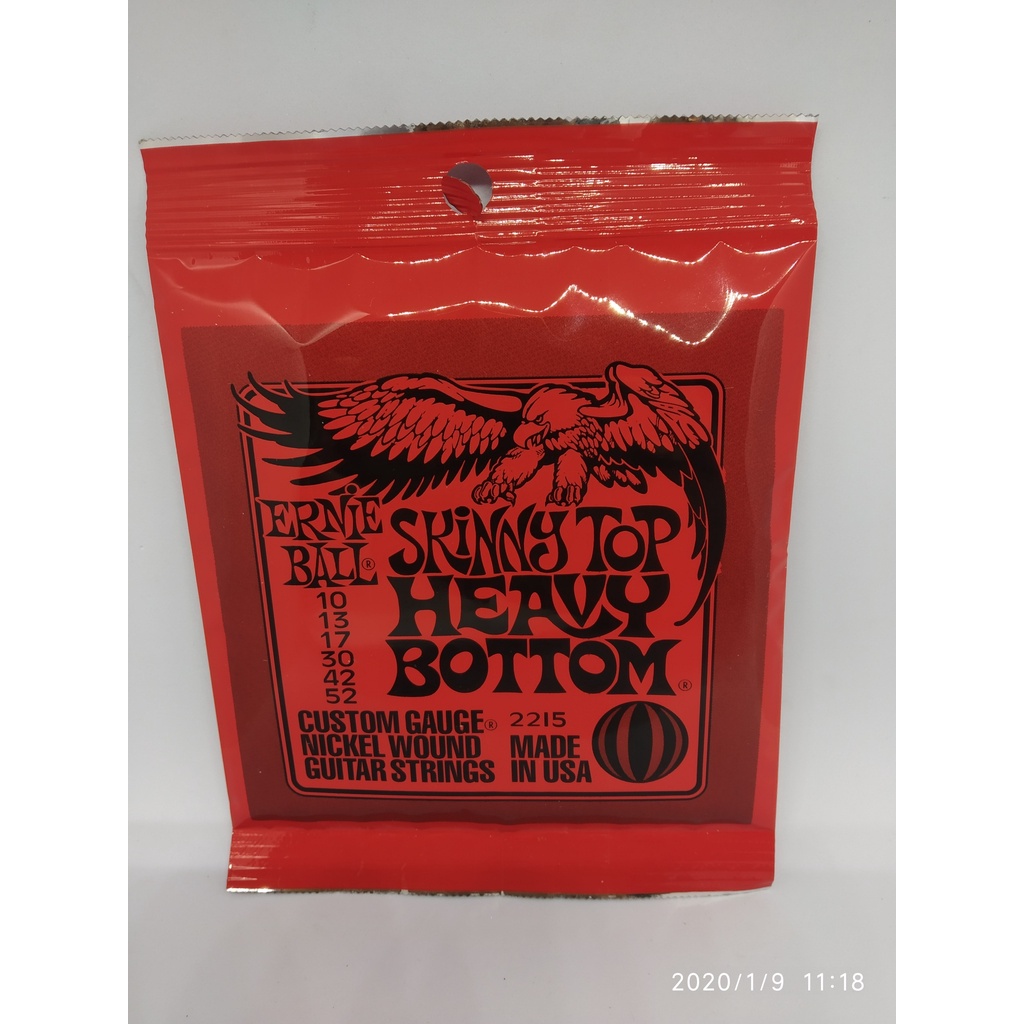 ERNIE
BALL®
10
13
17
30
42
52
SKINNY TOP
HEAVY
BOTTOM®
CUSTOM GAUGE®
NICKEL WOUND
GUITAR STRINGS
2215
MADE
IN USA
2020/1/9 11:18